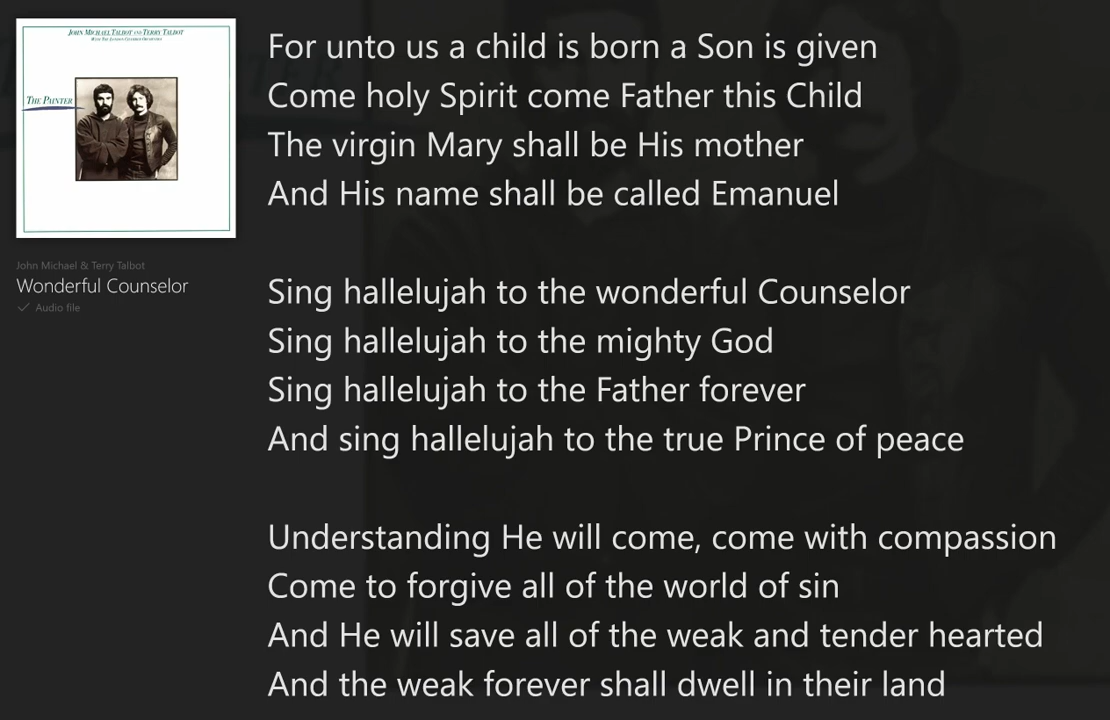 JOHN MICHAEL TALBOT AND TERRY TALBOT
WITH THE LONDON CHAMBER ORCHESTRA
THE PAINTER
John Michael & Terry Talbot
Wonderful Counselor
Audio file
For unto us a child is born a Son is given
Come holy Spirit come Father this Child
The virgin Mary shall be His mother
And His name shall be called Emanuel
Sing hallelujah to the wonderful Counselor
Sing hallelujah to the mighty God
Sing hallelujah to the Father forever
And sing hallelujah to the true Prince of peace
Understanding He will come, come with compassion
Come to forgive all of the world of sin
And He will save all of the weak and tender hearted
And the weak forever shall dwell in their land